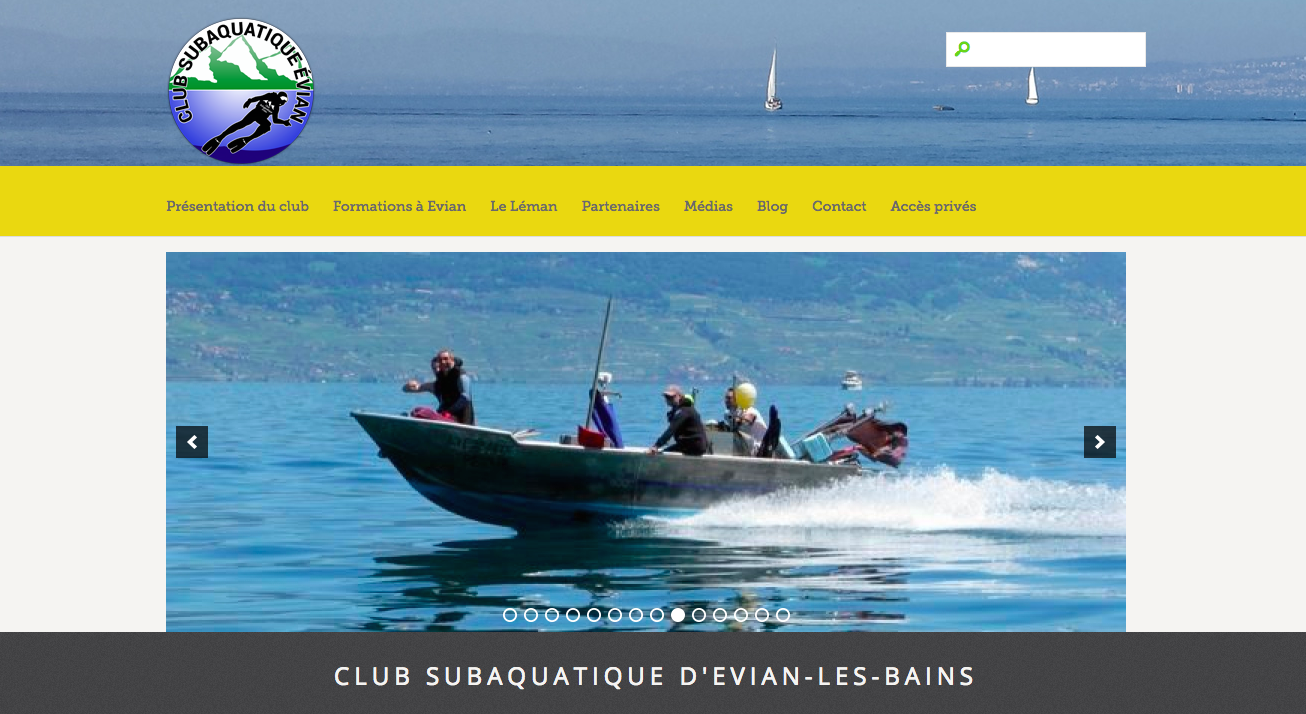 CLUB SUBAQUATIQUE ÉVIAN
Présentation du club Formations à Evian Le Léman Partenaires Médias Blog Contact Accès privés
CLUB SUBAQUATIQUE D'EVIAN-LES-BAINS